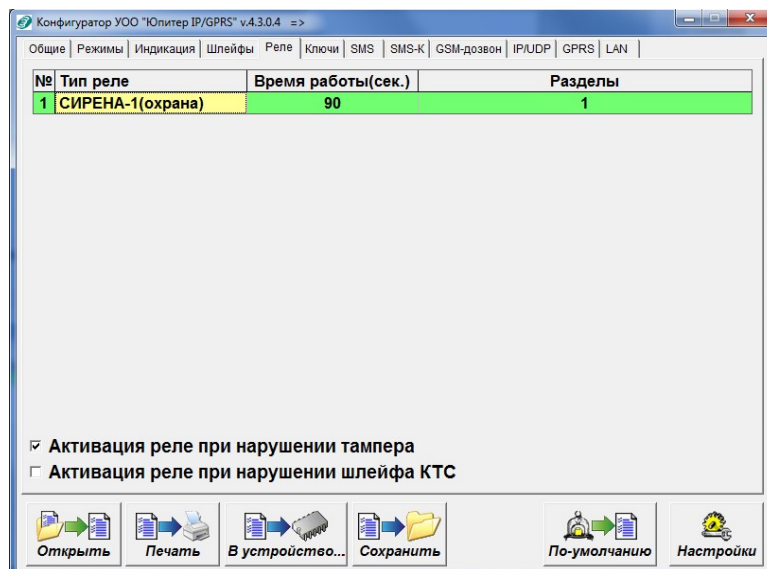 Конфигуратор УОО "Юпитер IP/GPRS" v.4.3.0.4 =>
Общие Режимы Индикация Шлейфы Реле Ключи SMS SMS-K GSM-дозвон IP/UDP GPRS LAN
№ Тип реле Время работы(сек.) Разделы
1 СИРЕНА-1(охрана) 90 1
Активация реле при нарушении тампера
Активация реле при нарушении шлейфа КТС
Открыть Печать В устройство... Сохранить По-умолчанию Настройки